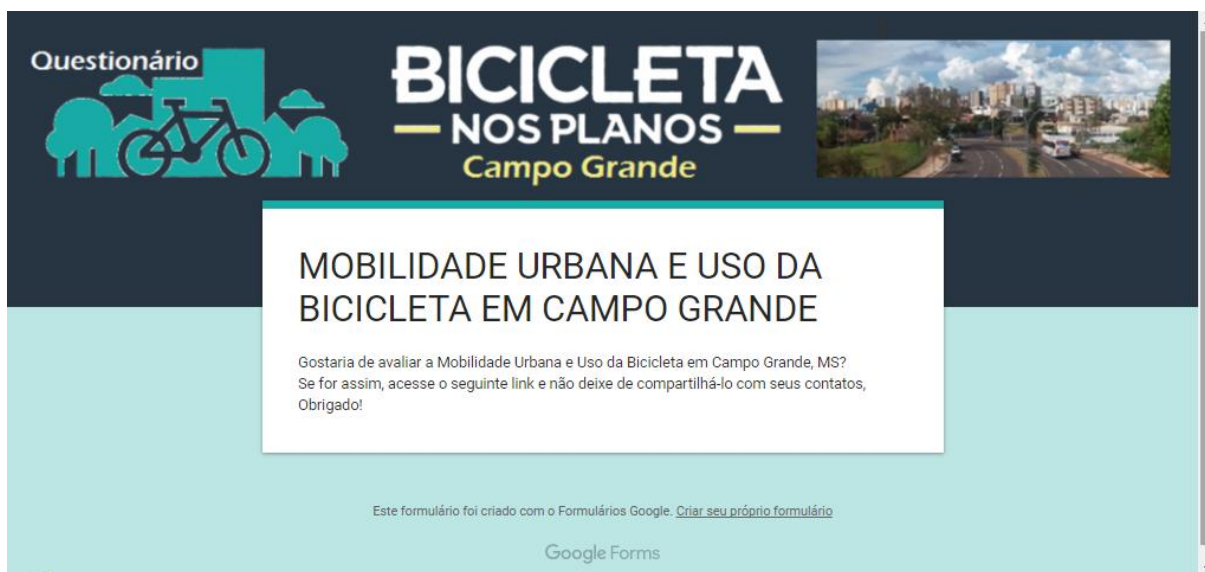 Questionário
BICICLETA
NOS PLANOS
Campo Grande
MOBILIDADE URBANA E USO DA
BICICLETA EM CAMPO GRANDE
Gostaria de avaliar a Mobilidade Urbana e Uso da Bicicleta em Campo Grande, MS?
Se for assim, acesse o seguinte link e não deixe de compartilhá-lo com seus contatos,
Obrigado!
Este formulário foi criado com o Formulários Google. Criar seu próprio formulário
Google Forms